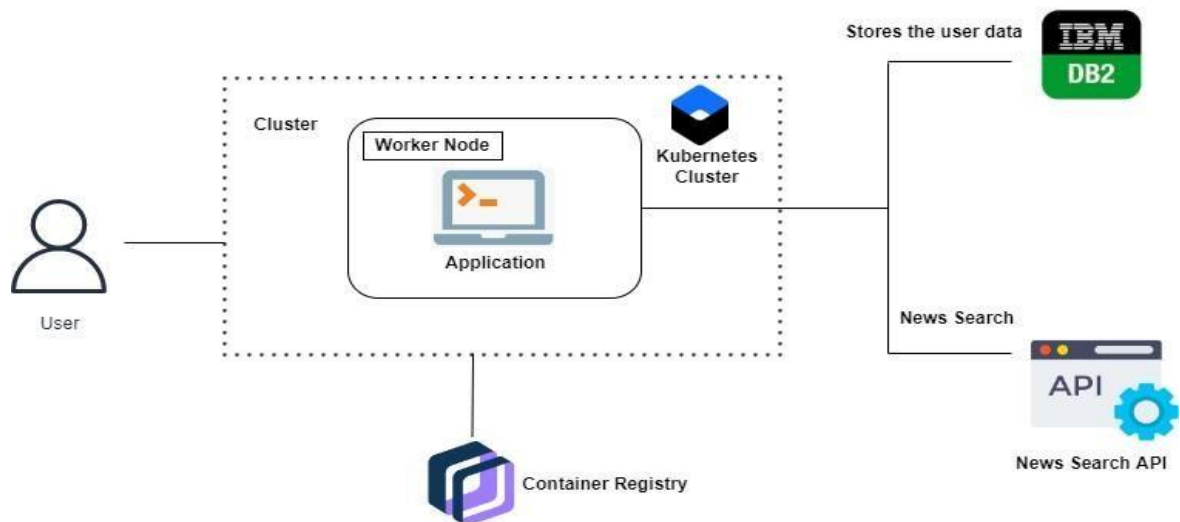 Stores the user data
IBM
DB2
Cluster
Worker Node
Kubernetes
Cluster
Application
User
News Search
API
News Search API
Container Registry